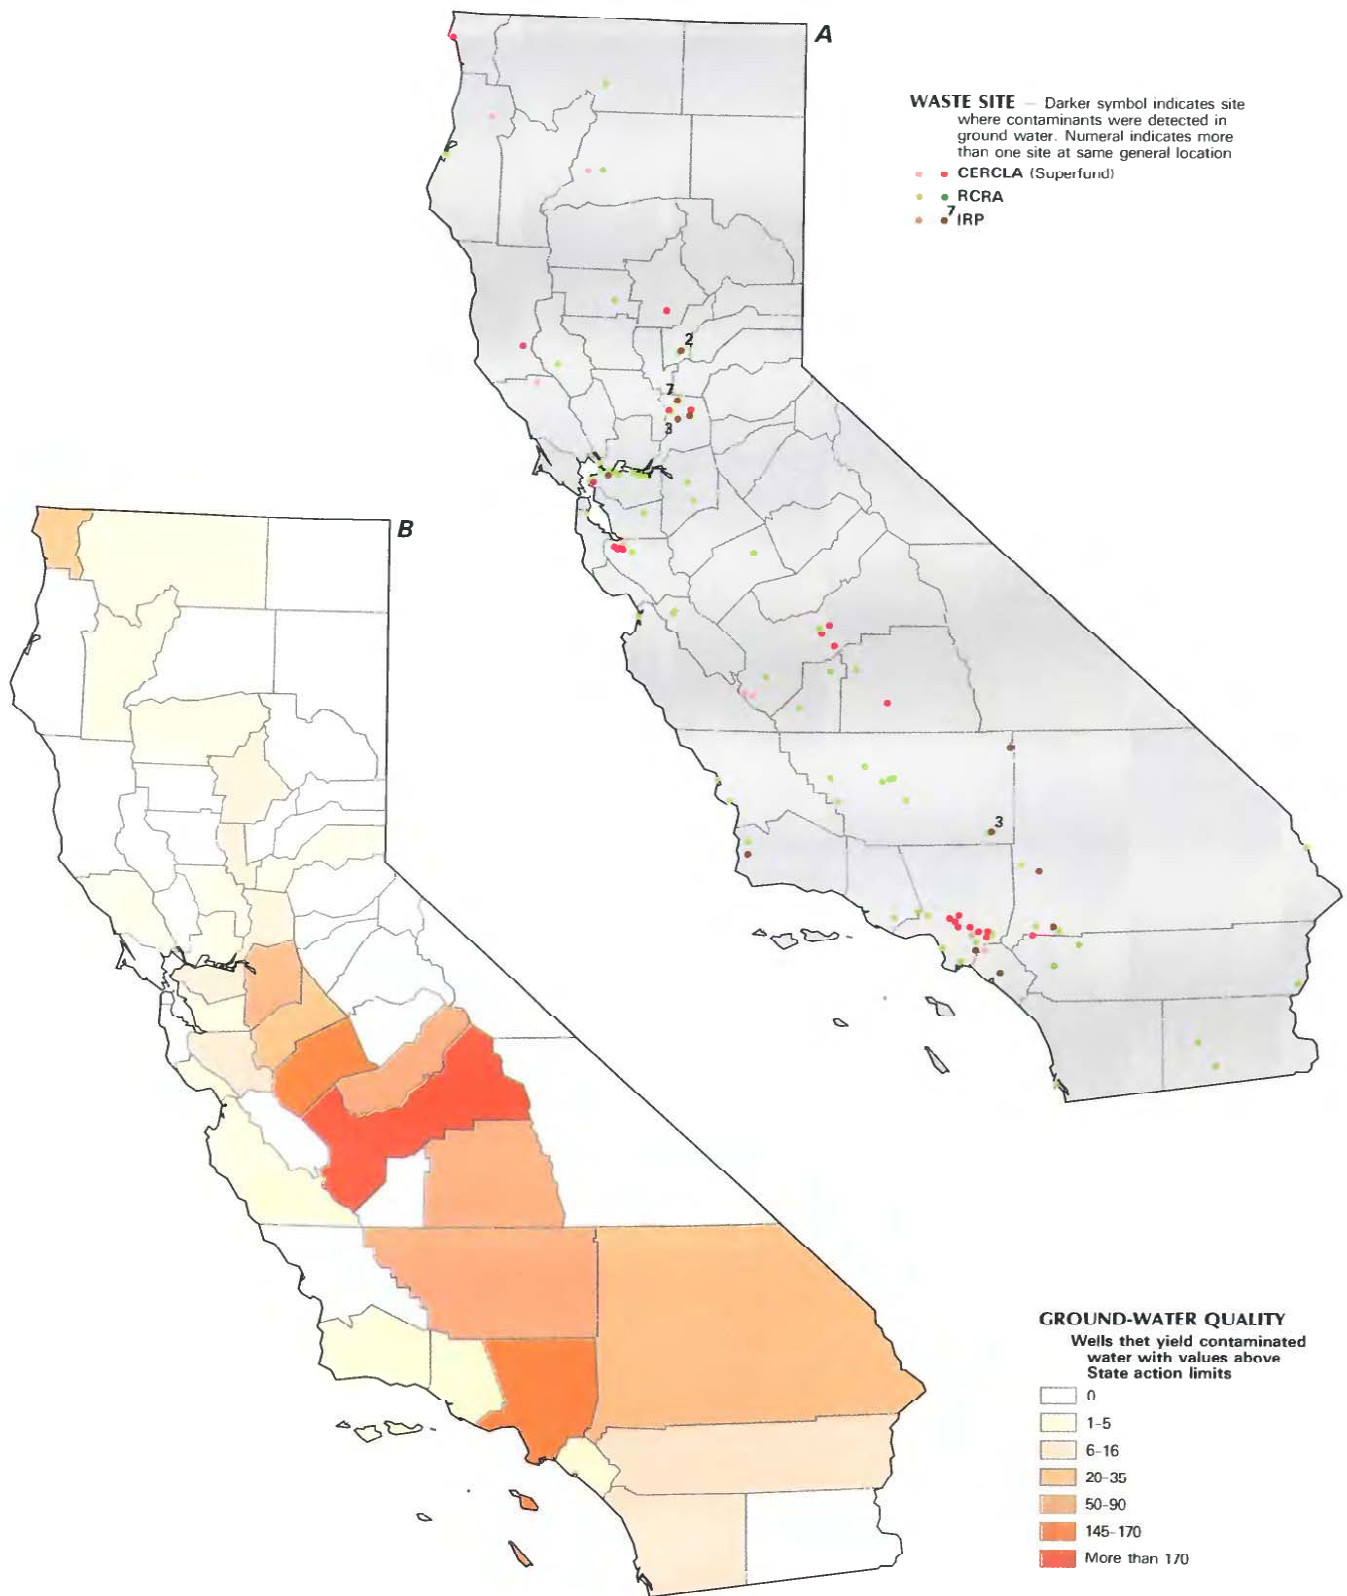 A
WASTE SITE — Darker symbol indicates site
where contaminants were detected in
ground water. Numeral indicates more
than one site at same general location
CERCLA (Superfund)
RCRA
7 IRP
2
7
3
B
3
GROUND-WATER QUALITY
Wells thet yield contaminated
water with values above
State action limits
0
1-5
6-16
20-35
50-90
145-170
More than 170